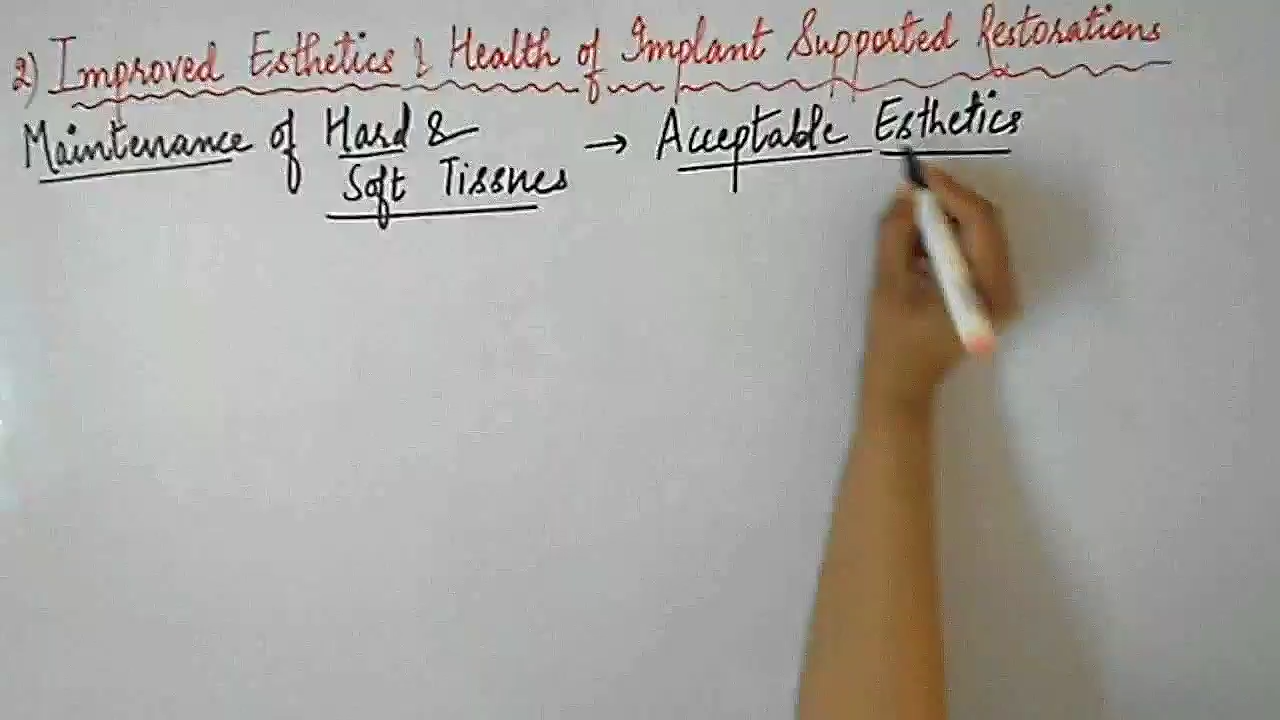 2) Improved Esthetics & Health of Implant Supported Restorations
Maintenance of Hard & → Acceptable Esthetics
Soft Tissues